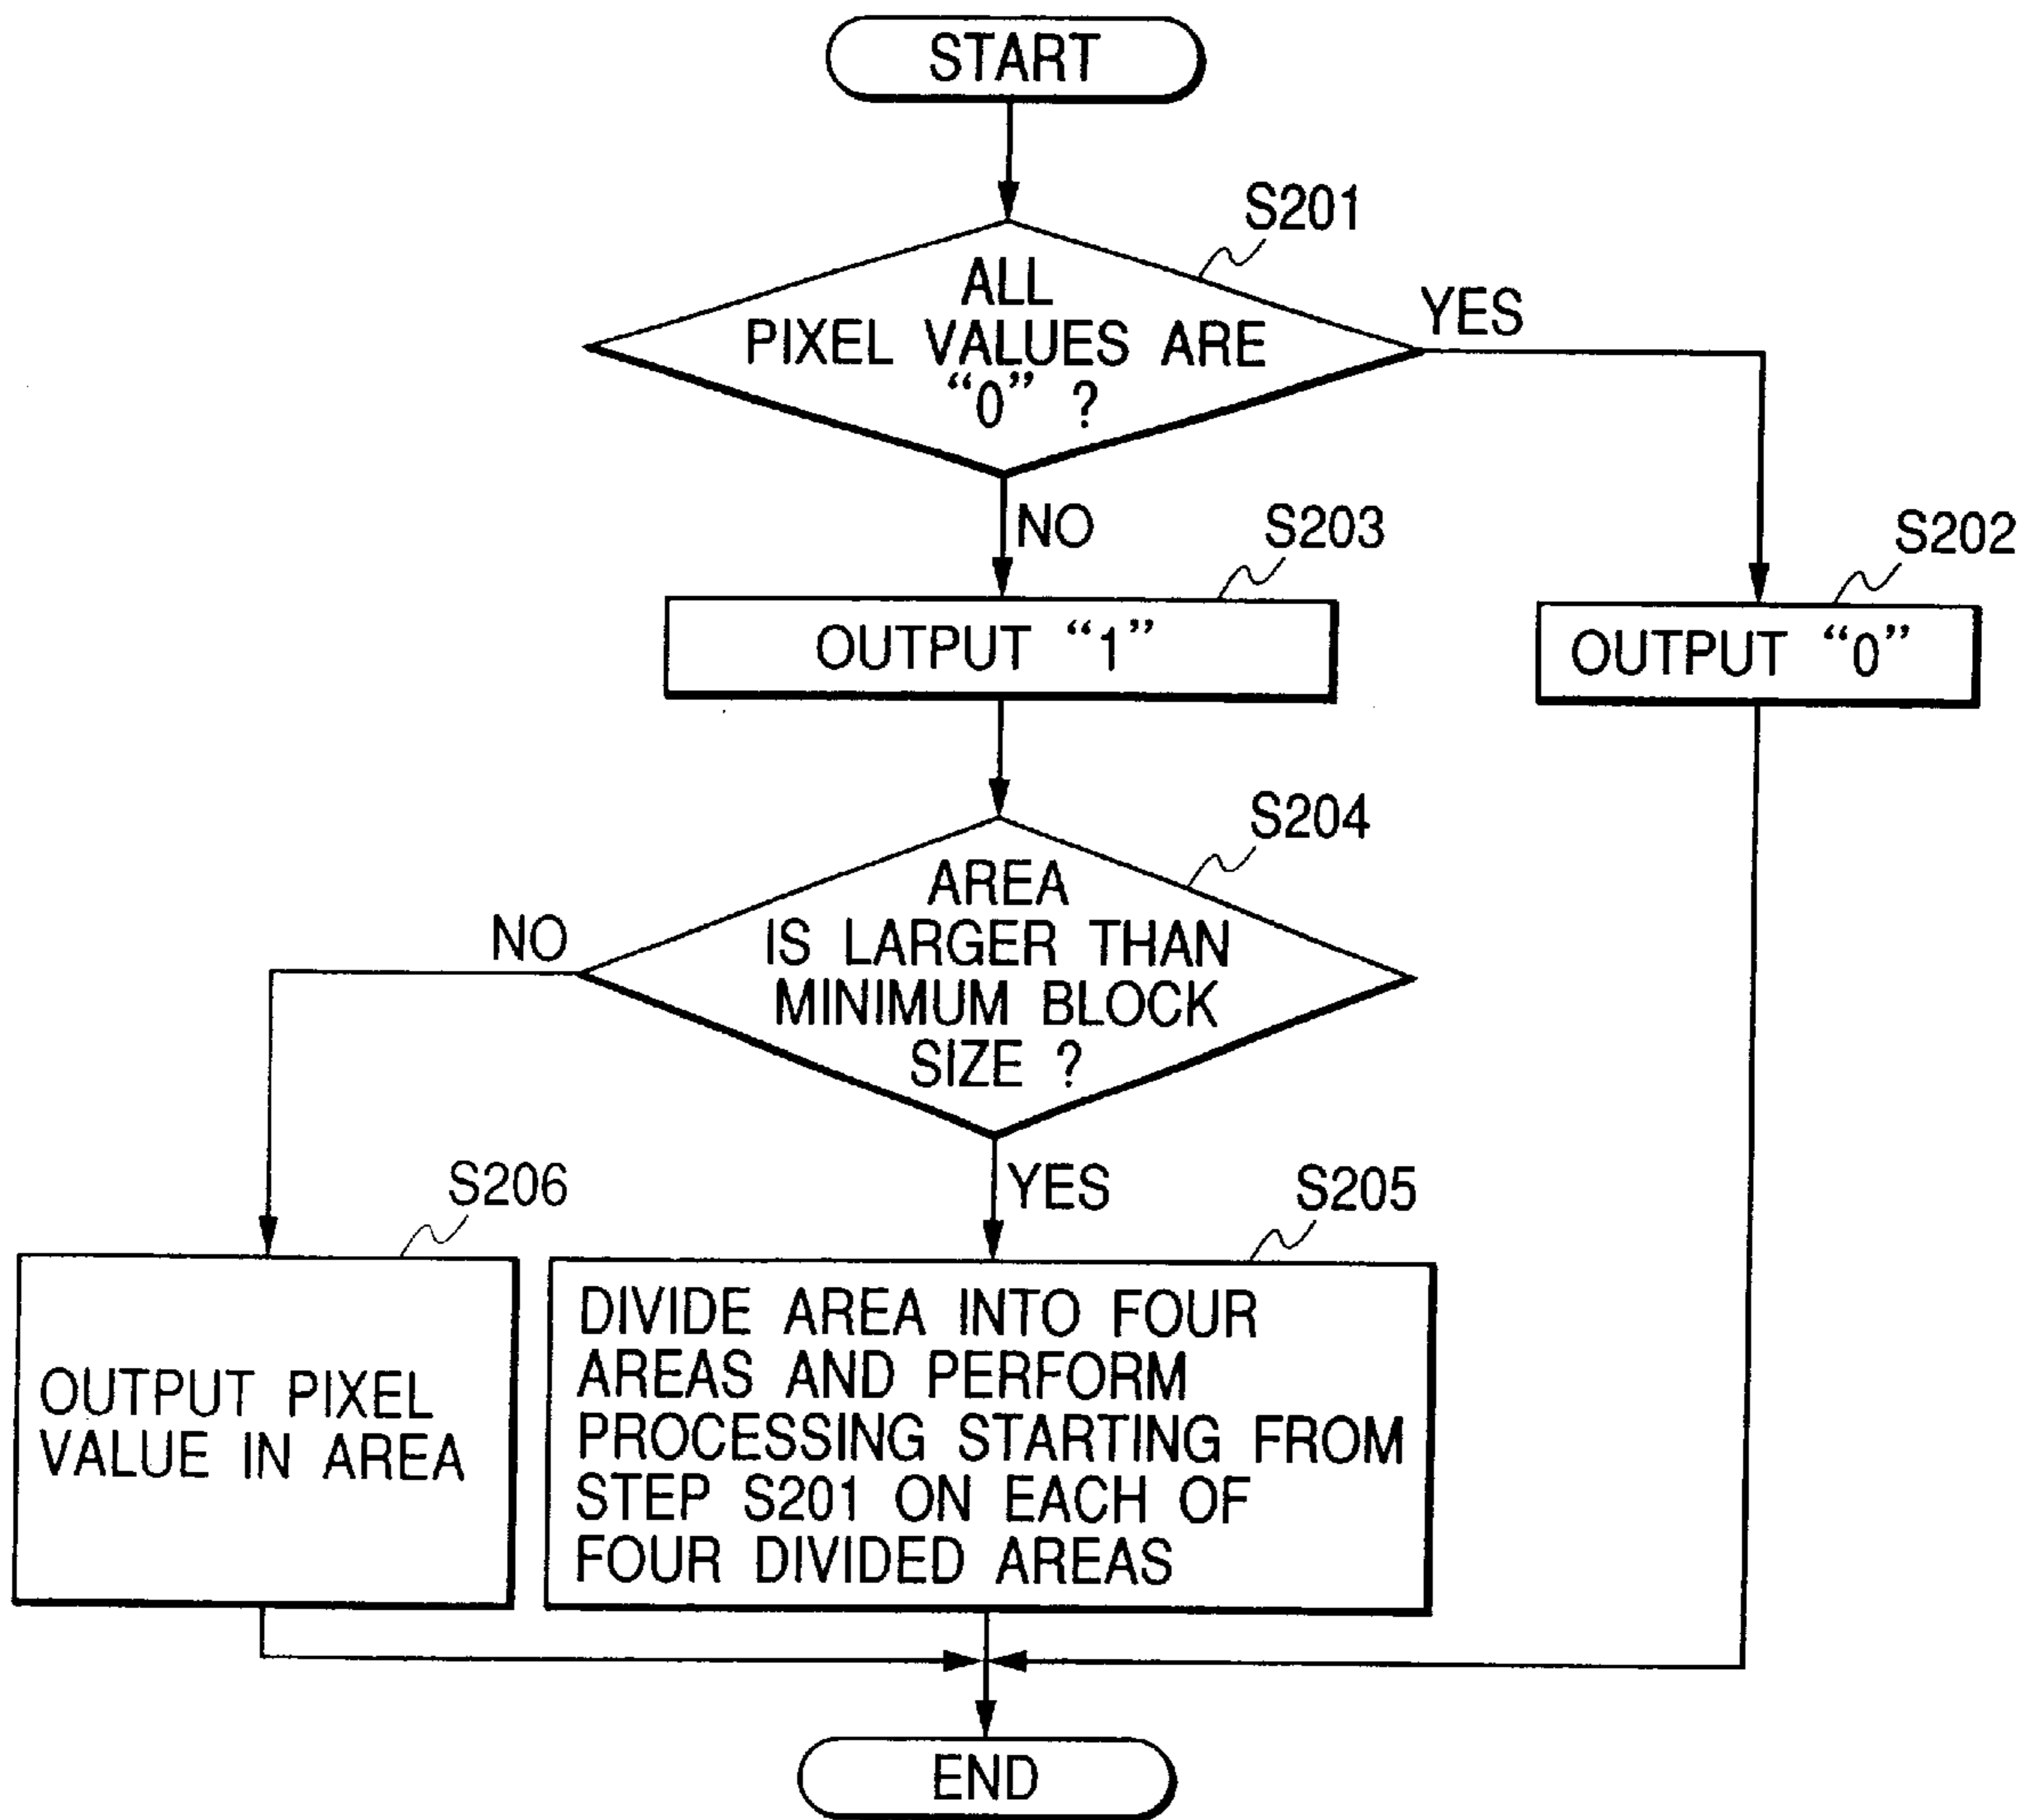 START
S201
ALL
PIXEL VALUES ARE
“0” ?
YES
NO
S203
S202
OUTPUT “1”
OUTPUT “0”
S204
AREA
IS LARGER THAN
MINIMUM BLOCK
SIZE ?
NO
YES
S206
S205
OUTPUT PIXEL
VALUE IN AREA
DIVIDE AREA INTO FOUR
AREAS AND PERFORM
PROCESSING STARTING FROM
STEP S201 ON EACH OF
FOUR DIVIDED AREAS
END